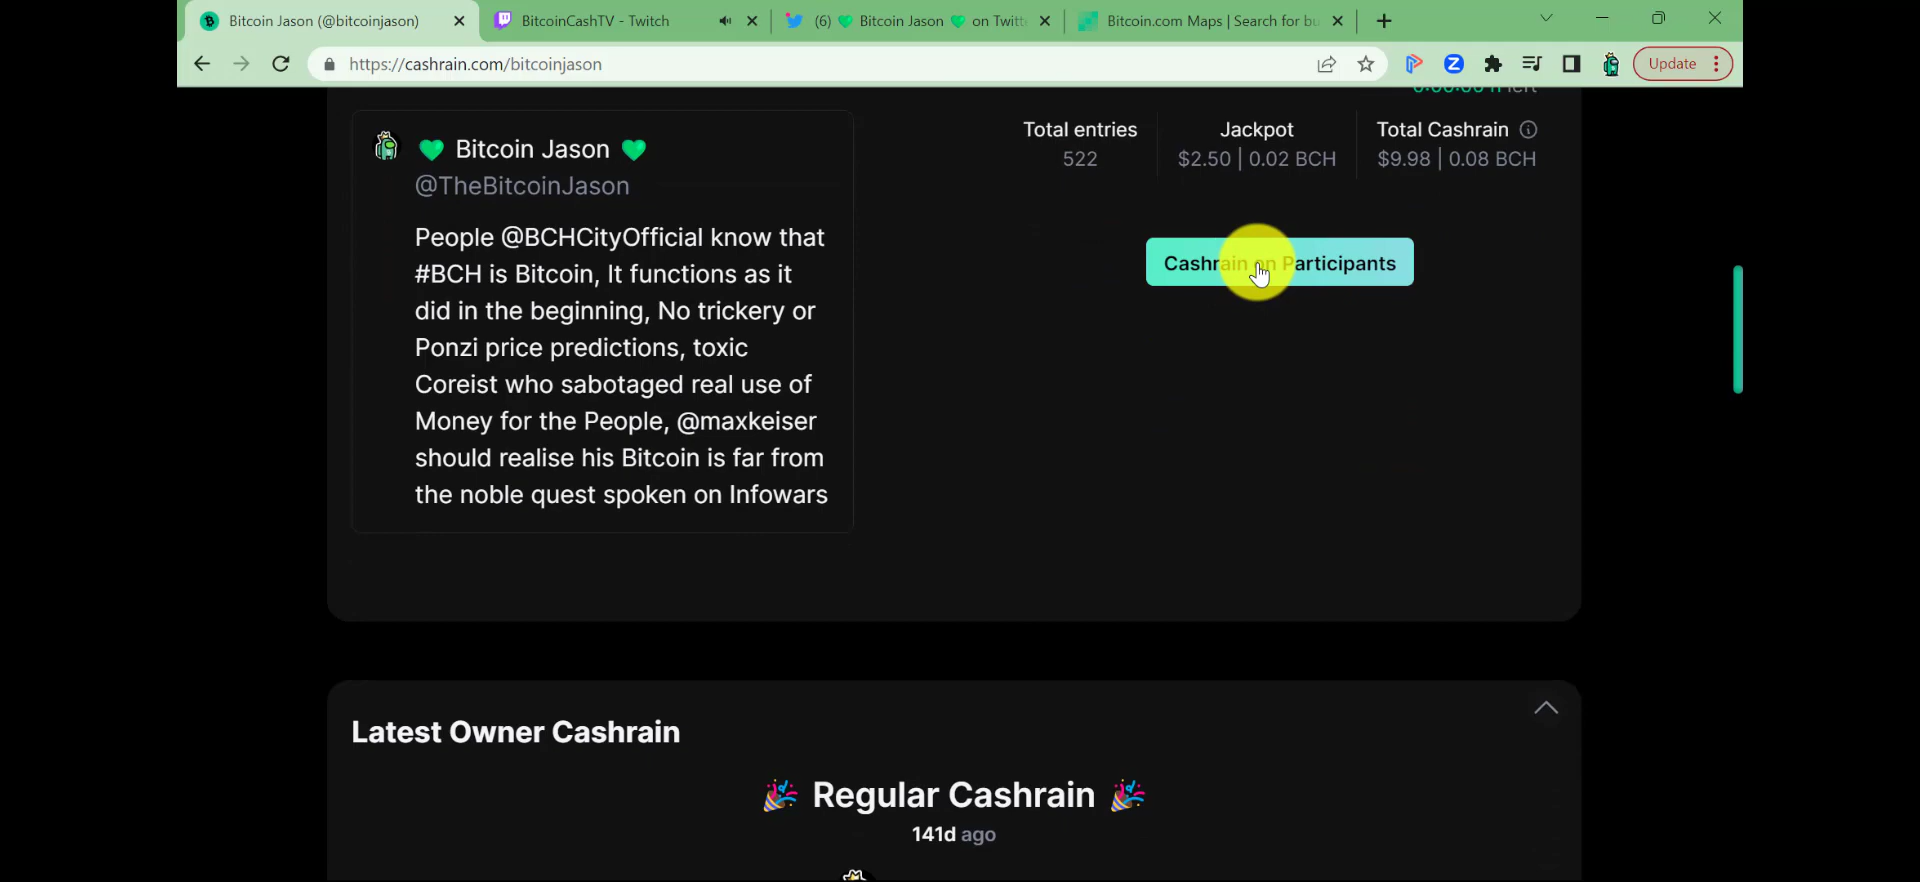 Bitcoin Jason (@bitcoinjason)
BitcoinCashTV - Twitch
(6) 💚 Bitcoin Jason 💚 on Twitt
Bitcoin.com Maps | Search for bu
https://cashrain.com/bitcoinjason
Update
left
💚 Bitcoin Jason 💚
@TheBitcoinJason
People @BCHCityOfficial know that
#BCH is Bitcoin, It functions as it
did in the beginning, No trickery or
Ponzi price predictions, toxic
Coreist who sabotaged real use of
Money for the People, @maxkeiser
should realise his Bitcoin is far from
the noble quest spoken on Infowars
Total entries
522
Jackpot
$2.50 | 0.02 BCH
Total Cashrain
$9.98 | 0.08 BCH
Cashrain on Participants
Latest Owner Cashrain
🎉 Regular Cashrain 🎉
141d ago